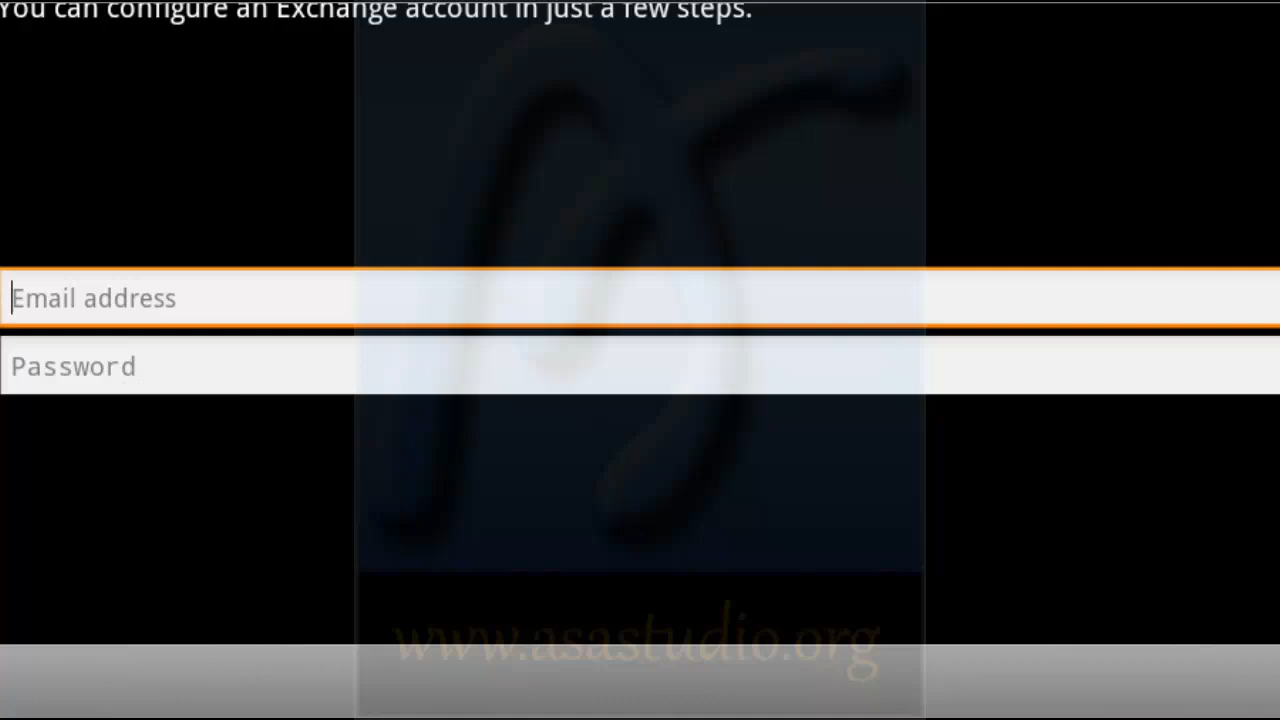 You can configure an Exchange account in just a few steps.
Email address
Password
www.asastudio.org